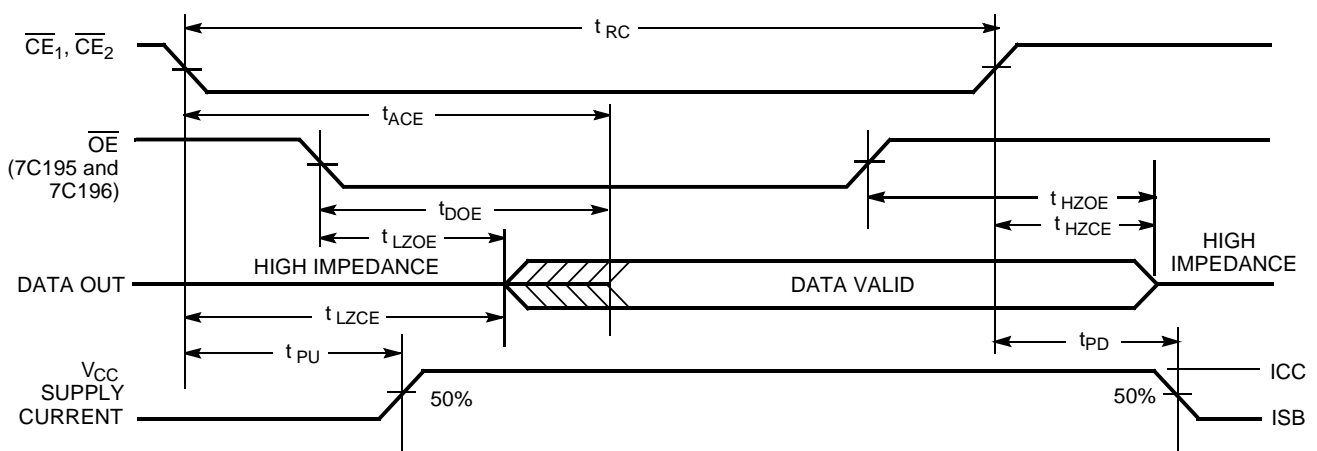 t RC
CE1, CE2
tACE
OE
(7C195 and
7C196)
tDOE
t HZOE
t HZCE
t LZOE
HIGH IMPEDANCE
HIGH
IMPEDANCE
DATA OUT
DATA VALID
t LZCE
t PU
tPD
VCC
SUPPLY
CURRENT
50%
50%
ICC
ISB